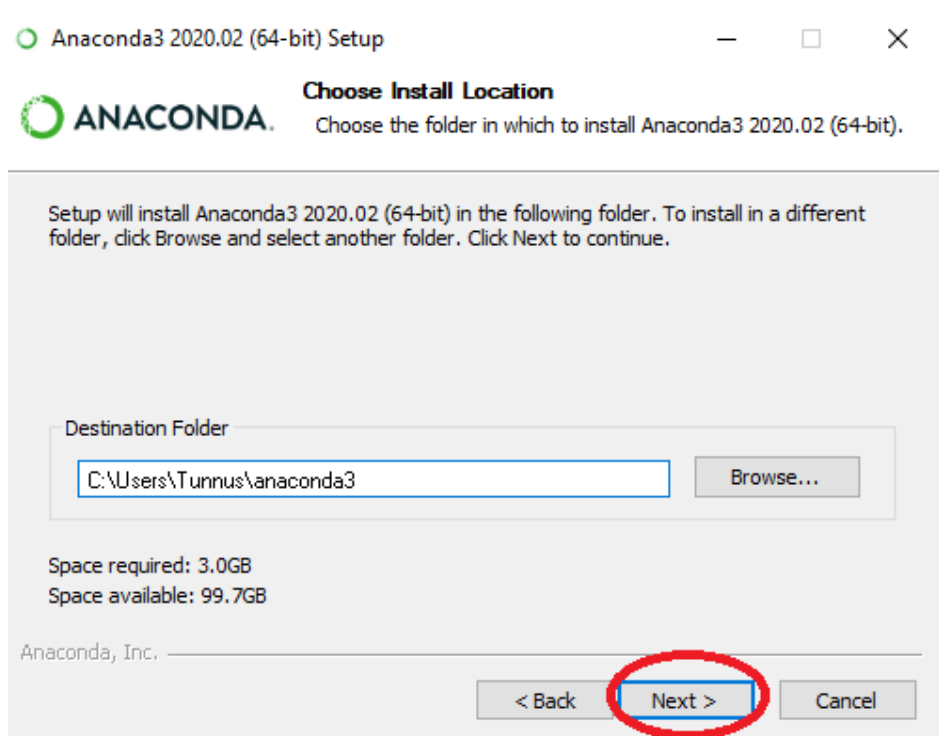 Anaconda3 2020.02 (64-bit) Setup
ANACONDA.
Choose Install Location
Choose the folder in which to install Anaconda3 2020.02 (64-bit).
Setup will install Anaconda3 2020.02 (64-bit) in the following folder. To install in a different
folder, click Browse and select another folder. Click Next to continue.
Destination Folder
C:\Users\Tunnus\anaconda3
Browse...
Space required: 3.0GB
Space available: 99.7GB
Anaconda, Inc.
< Back
Next >
Cancel